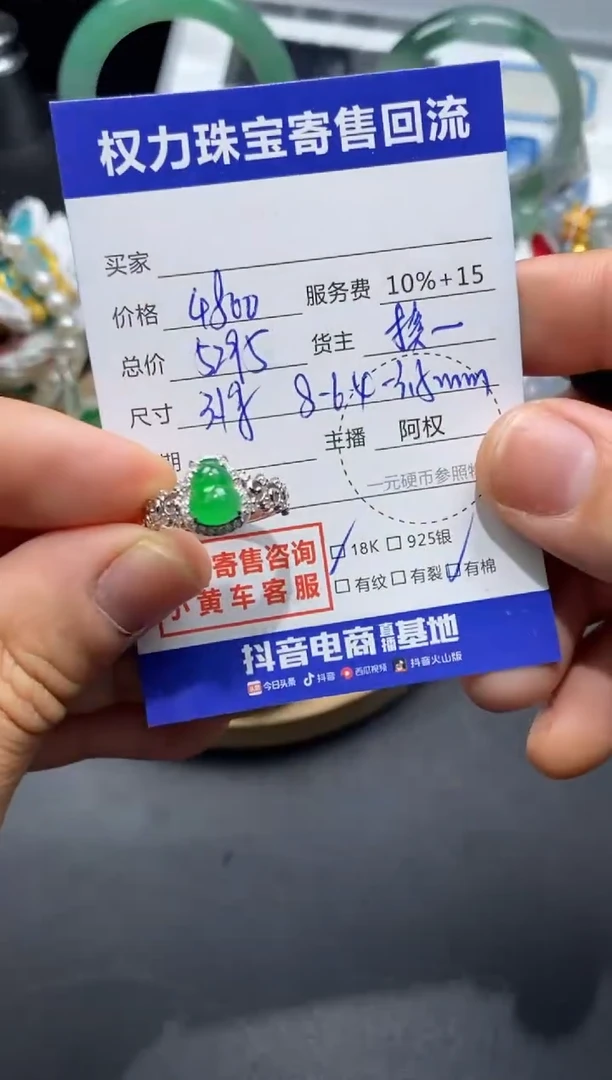 权力珠宝寄售回流
买家
价格 4800 服务费 10%+15
总价 5295 货主
尺寸 8-6.4-3.8mm
期 主播 阿权
一元硬币参照物
寄售咨询 18K 925银
小黄车客服 有纹 有裂 有棉
抖音电商直播基地
头条 今日头条 抖音 西瓜视频 抖音火山版